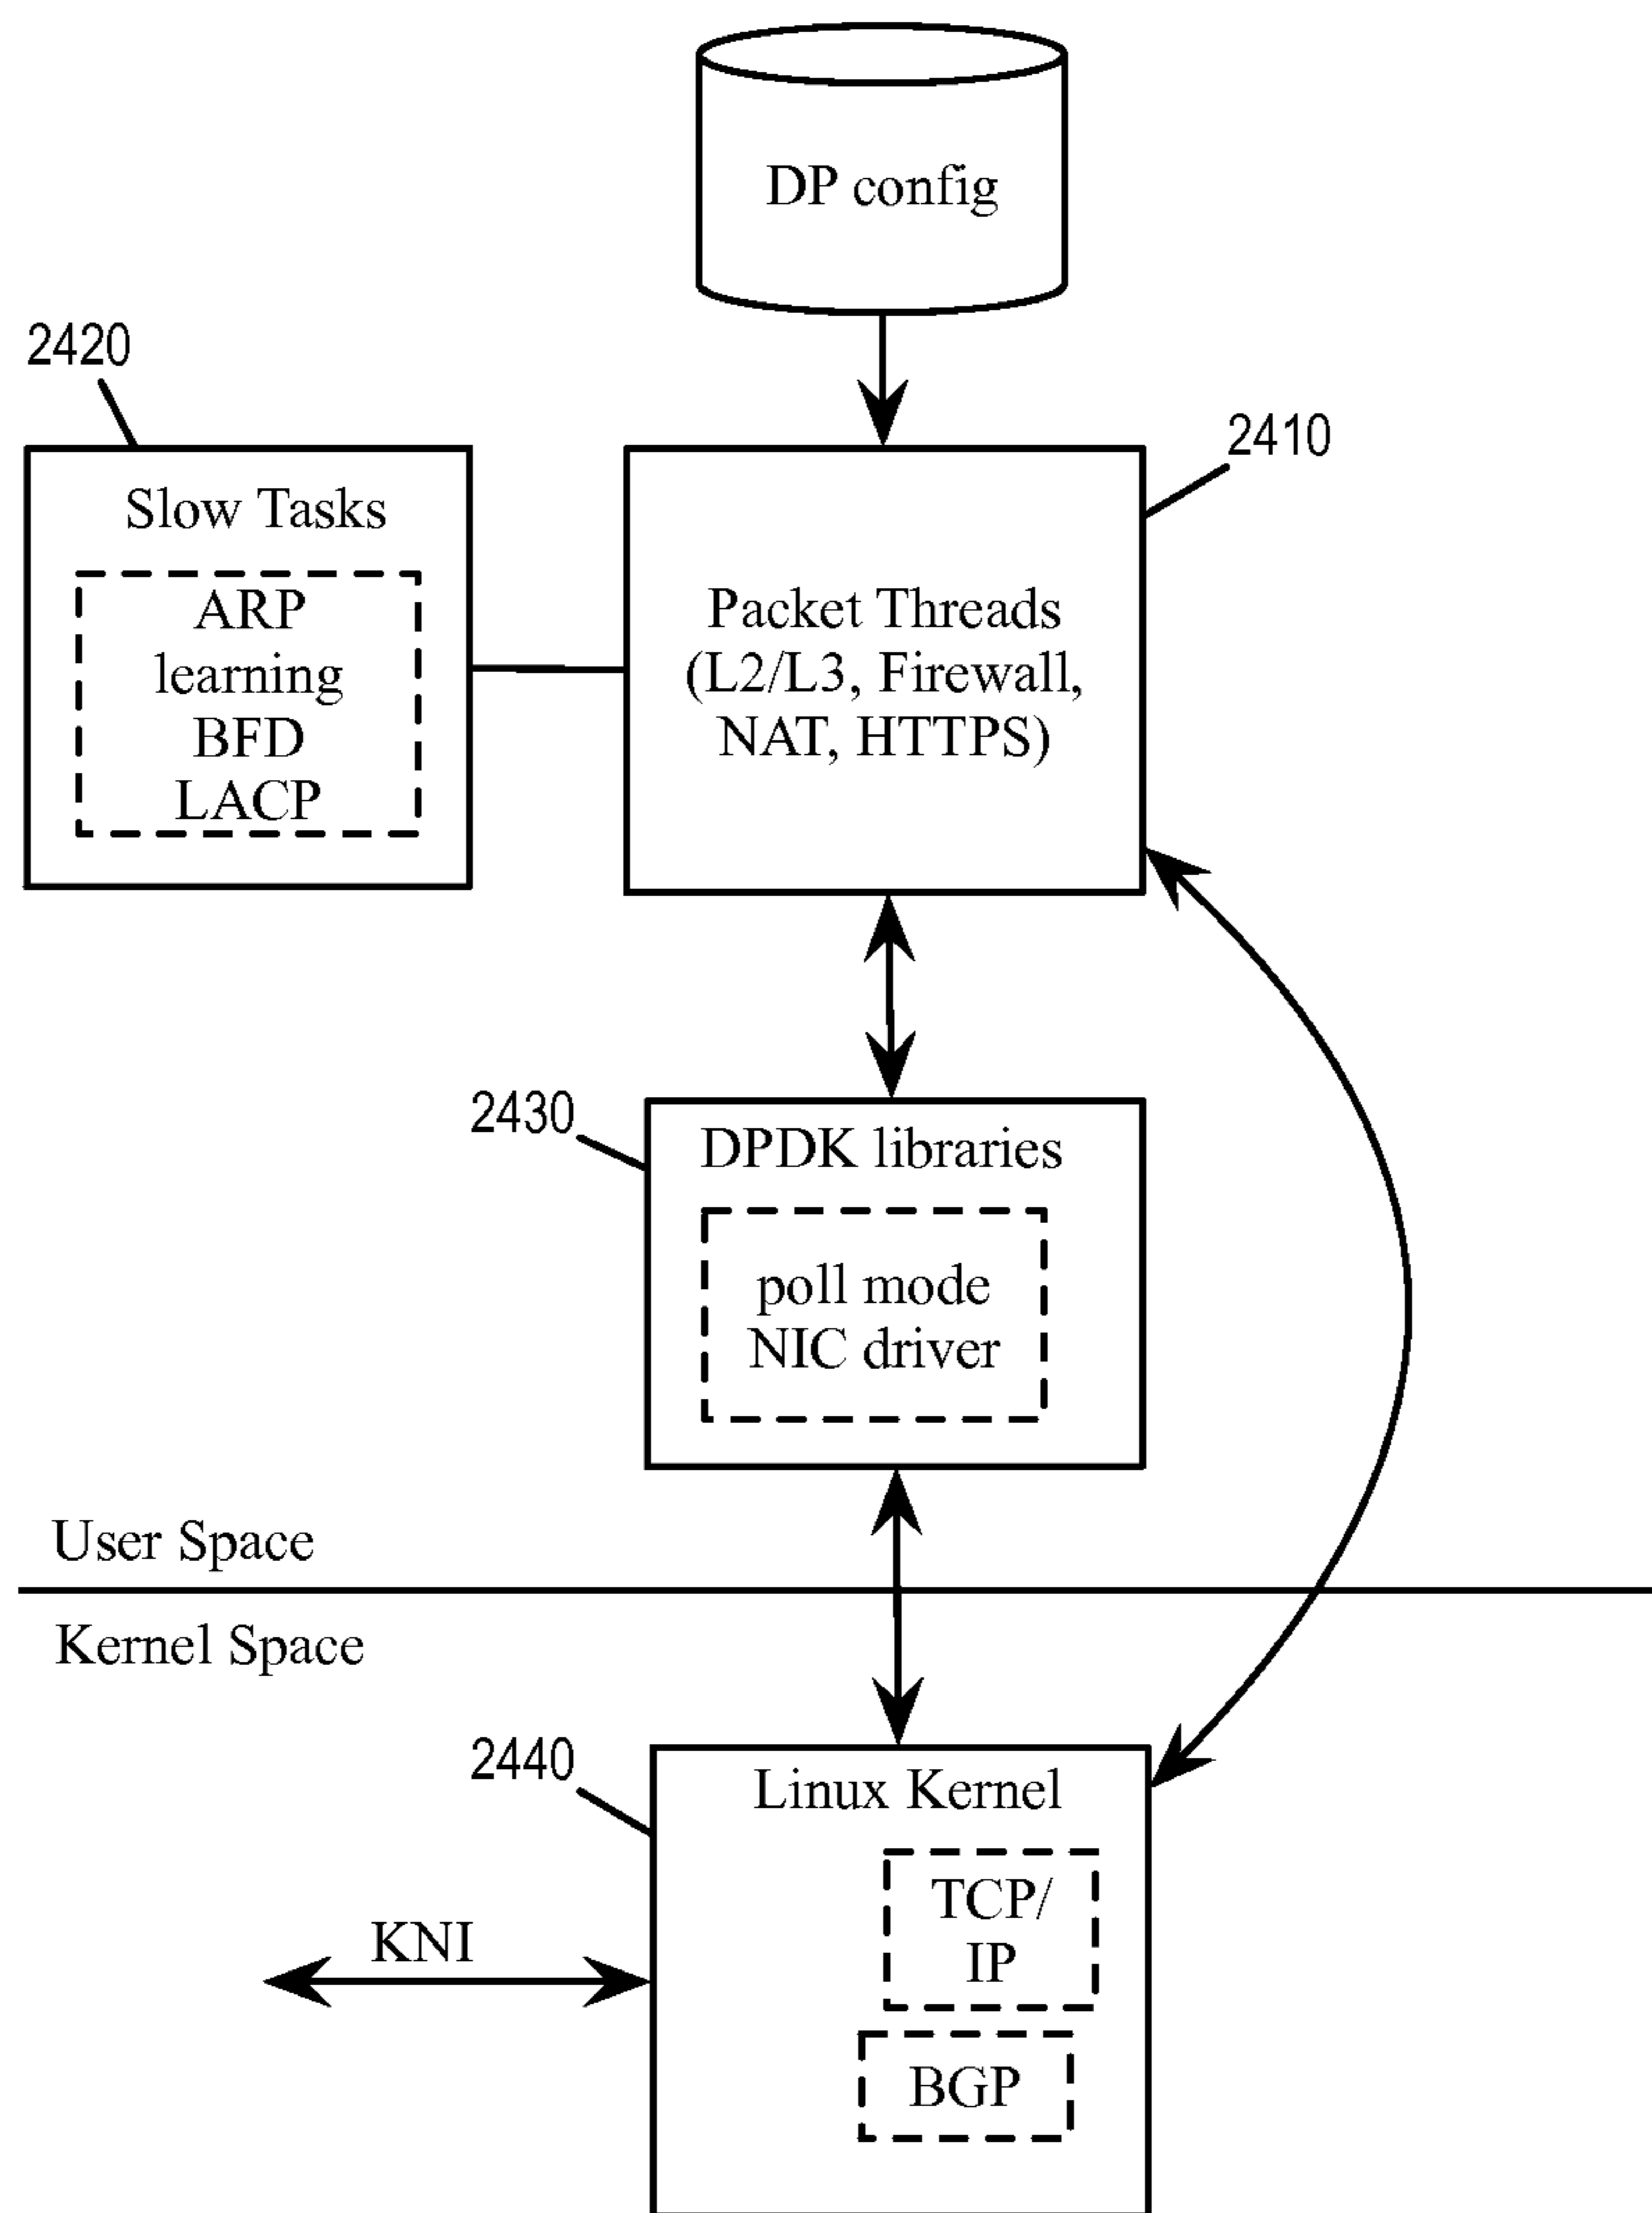 DP config
2420
2410
Slow Tasks
ARP
learning
BFD
LACP
Packet Threads
(L2/L3, Firewall,
NAT, HTTPS)
2430
DPDK libraries
poll mode
NIC driver
User Space
Kernel Space
2440
Linux Kernel
TCP/
IP
KNI
BGP